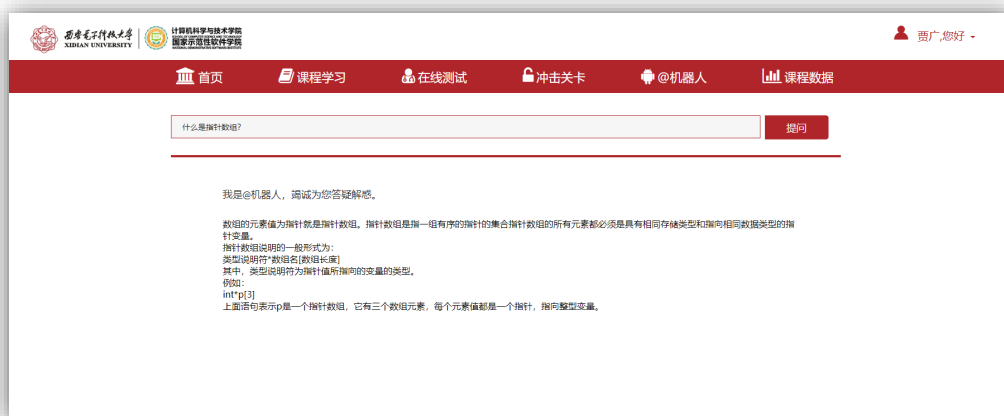 西安电子科技大学
XIDIAN UNIVERSITY
计算机科学与技术学院
国家示范性软件学院
贾广,您好
首页 课程学习 在线测试 冲击关卡 @机器人 课程数据
什么是指针数组?
提问
我是@机器人，竭诚为您答疑解惑。
数组的元素值为指针就是指针数组。指针数组是指一组有序的指针的集合指针数组的所有元素都必须是具有相同存储类型和指向相同数据类型的指
针变量。
指针数组说明的一般形式为：
类型说明符*数组名[数组长度]
其中，类型说明符为指针值所指向的变量的类型。
例如：
int*p[3]
上面语句表示p是一个指针数组，它有三个数组元素，每个元素值都是一个指针，指向整型变量。